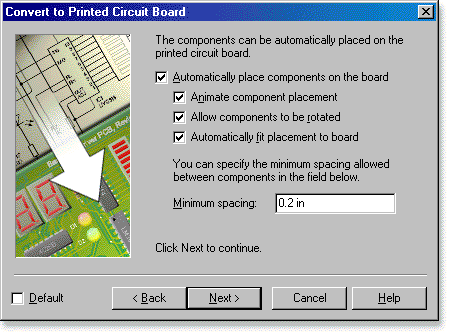 Convert to Printed Circuit Board
The components can be automatically placed on the
printed circuit board.
Automatically place components on the board
Animate component placement
Allow components to be rotated
Automatically fit placement to board
You can specify the minimum spacing allowed
between components in the field below.
Minimum spacing: 0.2 in
Click Next to continue.
Default
< Back
Next >
Cancel
Help